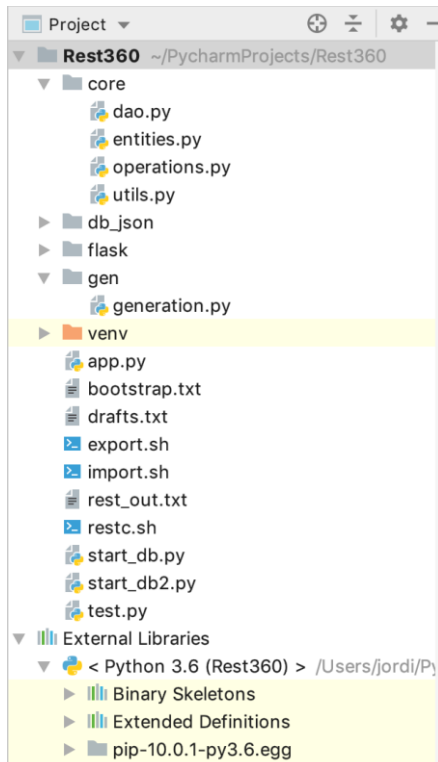 Project
Rest360 ~/PycharmProjects/Rest360
core
dao.py
entities.py
operations.py
utils.py
db_json
flask
gen
generation.py
venv
app.py
bootstrap.txt
drafts.txt
export.sh
import.sh
rest_out.txt
restc.sh
start_db.py
start_db2.py
test.py
External Libraries
< Python 3.6 (Rest360) > /Users/jordi/Py
Binary Skeletons
Extended Definitions
pip-10.0.1-py3.6.egg